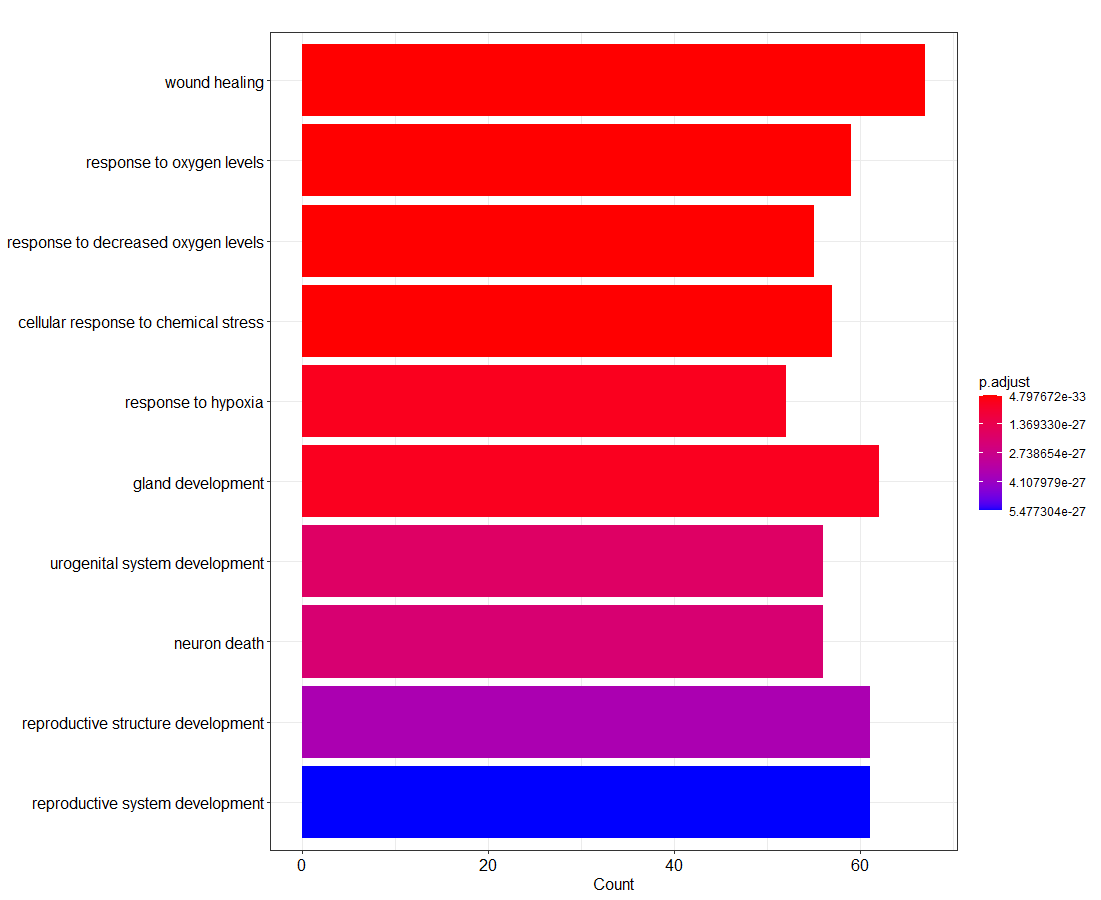 wound healing
response to oxygen levels
response to decreased oxygen levels
cellular response to chemical stress
response to hypoxia
gland development
urogenital system development
neuron death
reproductive structure development
reproductive system development
0 20 40 60
Count
p.adjust
4.797672e-33
1.369330e-27
2.738654e-27
4.107979e-27
5.477304e-27